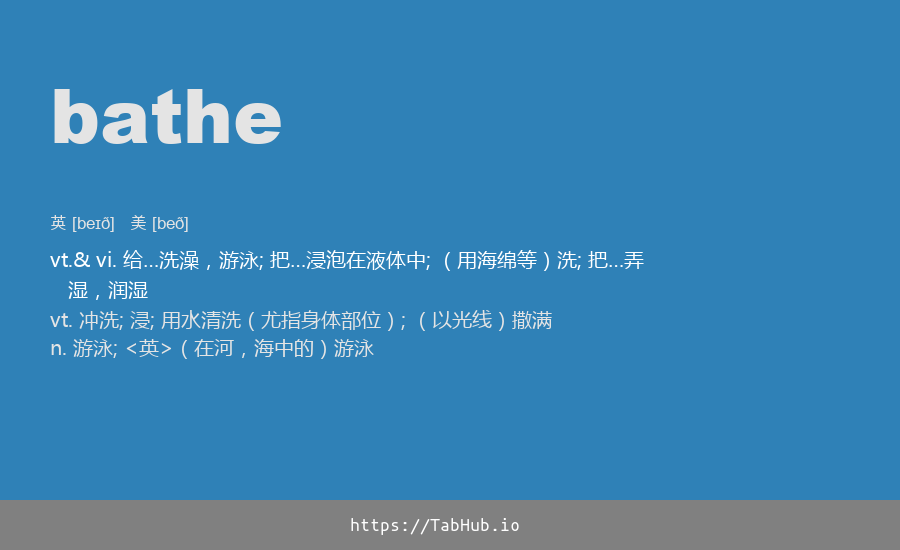 bathe
英 [beɪð]   美 [beð]
vt.& vi. 给…洗澡，游泳; 把…浸泡在液体中; （用海绵等）洗; 把…弄
湿，润湿
vt. 冲洗; 浸; 用水清洗（尤指身体部位）; （以光线）撒满
n. 游泳; <英>（在河，海中的）游泳
https://TabHub.io